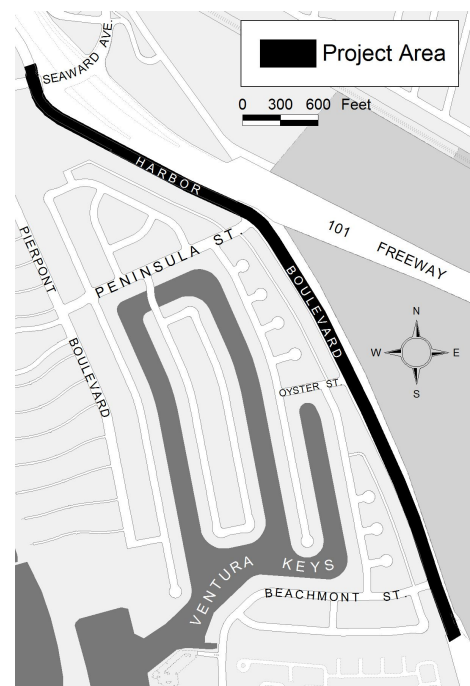 SEAWARD AVE.
Project Area
0 300 600 Feet
HARBOR
BOULEVARD
101 FREEWAY
PIERPONT
BOULEVARD
PENINSULA ST.
N
W E
S
OYSTER ST.
VENTURA KEYS
BEACHMONT ST.